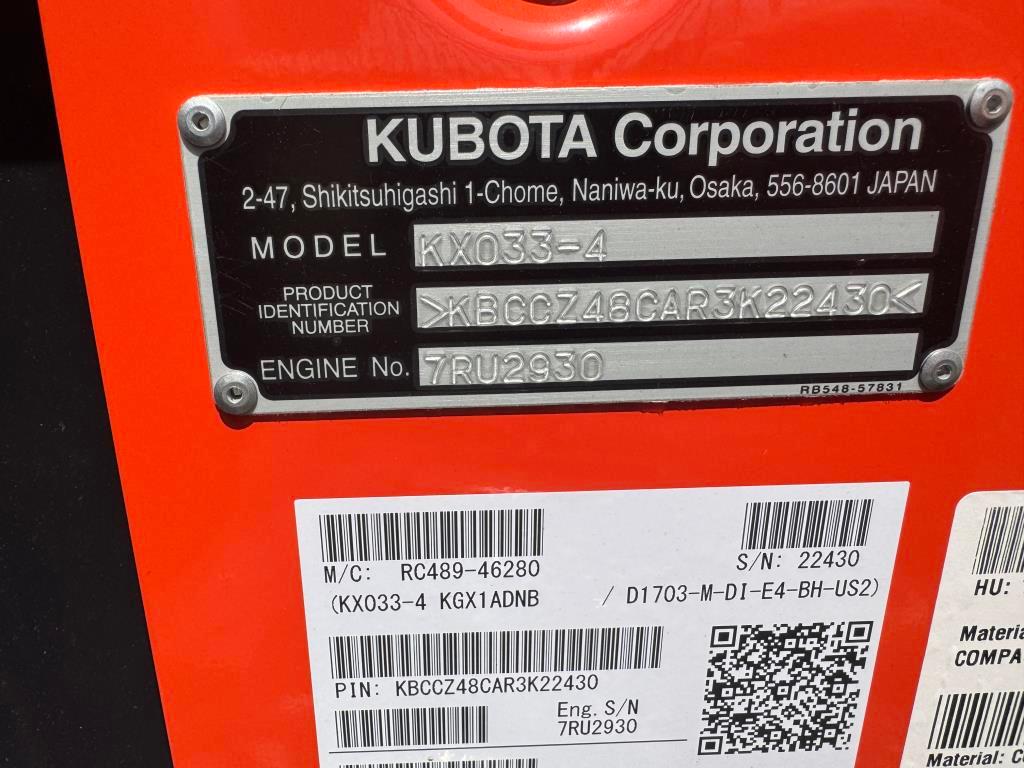 KUBOTA Corporation
2-47, Shikitsuhigashi 1-Chome, Naniwa-ku, Osaka, 556-8601 JAPAN
MODEL KX033-4
PRODUCT
IDENTIFICATION
NUMBER
>KBCCZ48CAR3K22430<
ENGINE No. 7RU2930
RB548-57831
M/C: RC489-46280
S/N: 22430
(KX033-4 KGX1ADNB / D1703-M-DI-E4-BH-US2)
PIN: KBCCZ48CAR3K22430
Eng. S/N
7RU2930
HU:
COMPA
Material: